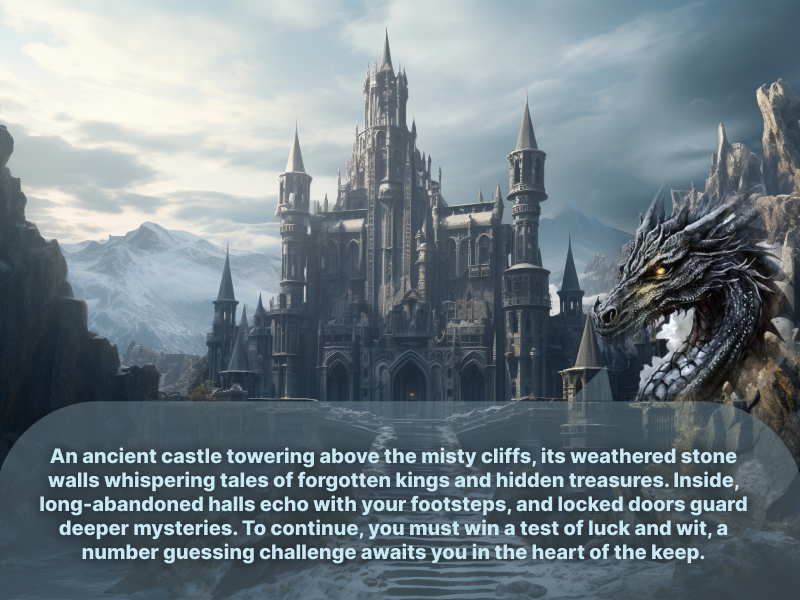 An ancient castle towering above the misty cliffs, its weathered stone
walls whispering tales of forgotten kings and hidden treasures. Inside,
long-abandoned halls echo with your footsteps, and locked doors guard
deeper mysteries. To continue, you must win a test of luck and wit, a
number guessing challenge awaits you in the heart of the keep.